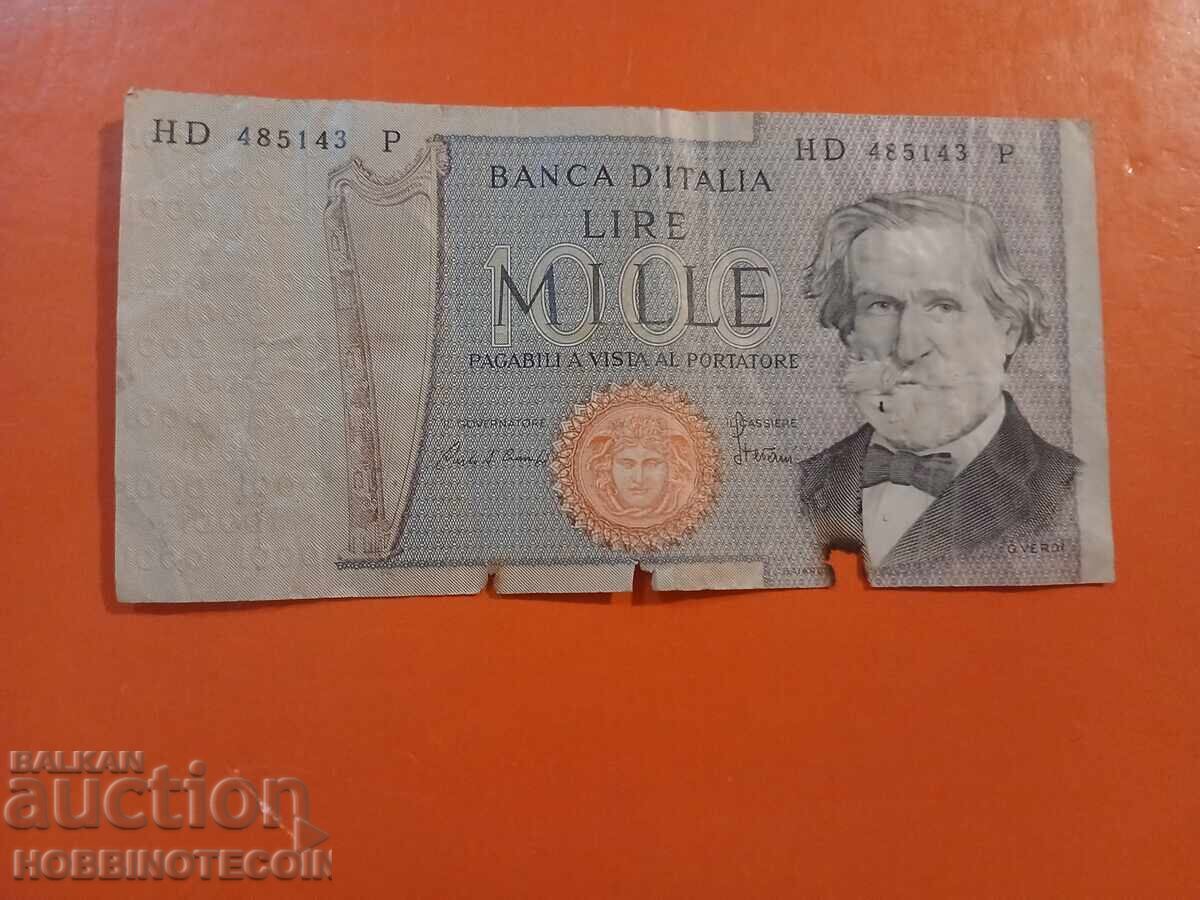 HD 485143 P
HD 485143 P
BANCA D'ITALIA
LIRE
1000
MILLE
PAGABILI A VISTA AL PORTATORE
IL GOVERNATORE
IL CASSIERE
G. VERDI
BALKAN
auction
HOBBINOTECOIN